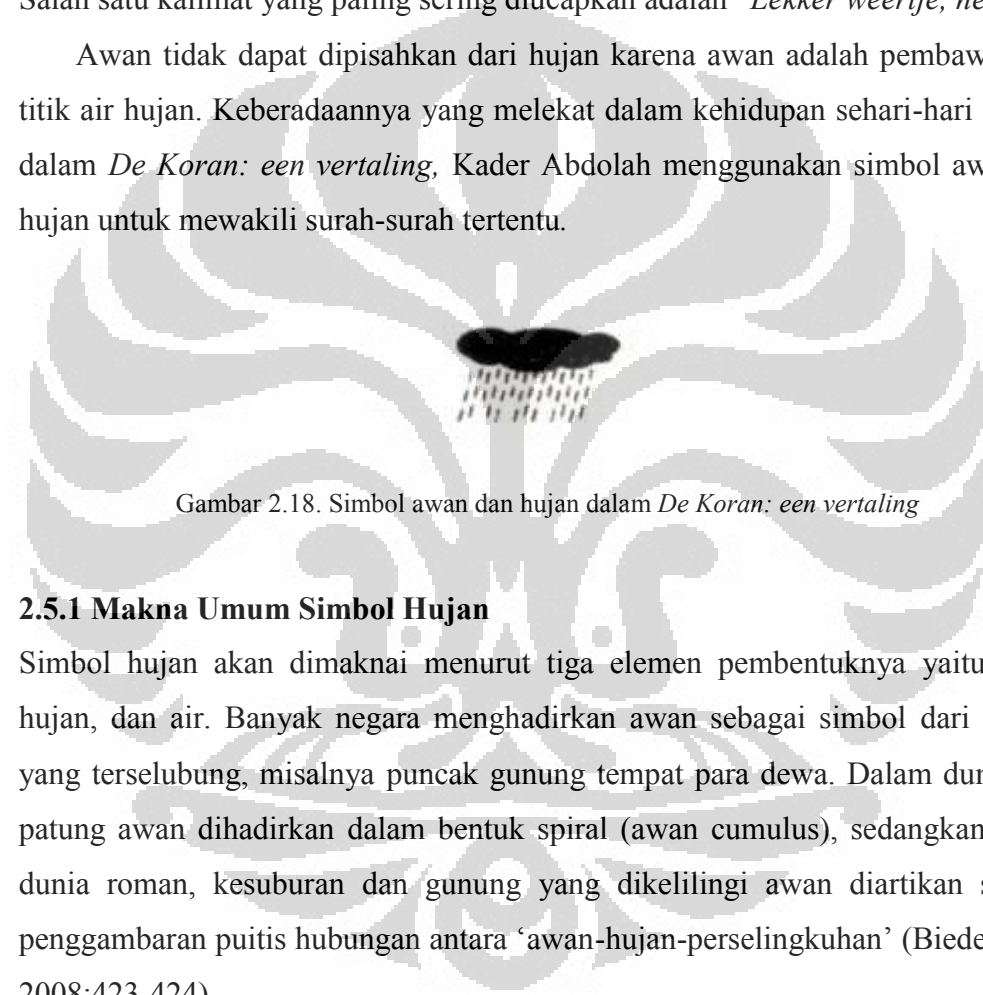 Salah satu kalimat yang paling sering diucapkan adalah "Lekker weertje,
Awan tidak dapat dipisahkan dari hujan karena awan adalah
titik air hujan. Keberadaannya yang melekat dalam kehidupan sehari-hari
dalam De Koran: een vertaling, Kader Abdolah menggunakan simbol
hujan untuk mewakili surah-surah tertentu.
Gambar 2.18. Simbol awan dan hujan dalam De Koran: een vertaling
2.5.1 Makna Umum Simbol Hujan
Simbol hujan akan dimaknai menurut tiga elemen pembentuknya yaitu
hujan, dan air. Banyak negara menghadirkan awan sebagai simbol dari
yang terselubung, misalnya puncak gunung tempat para dewa. Dalam
patung awan dihadirkan dalam bentuk spiral (awan cumulus), sedangkan
dunia roman, kesuburan dan gunung yang dikelilingi awan diartikan
penggambaran puitis hubungan antara ‘awan-hujan-perselingkuhan’
2008:423-424)